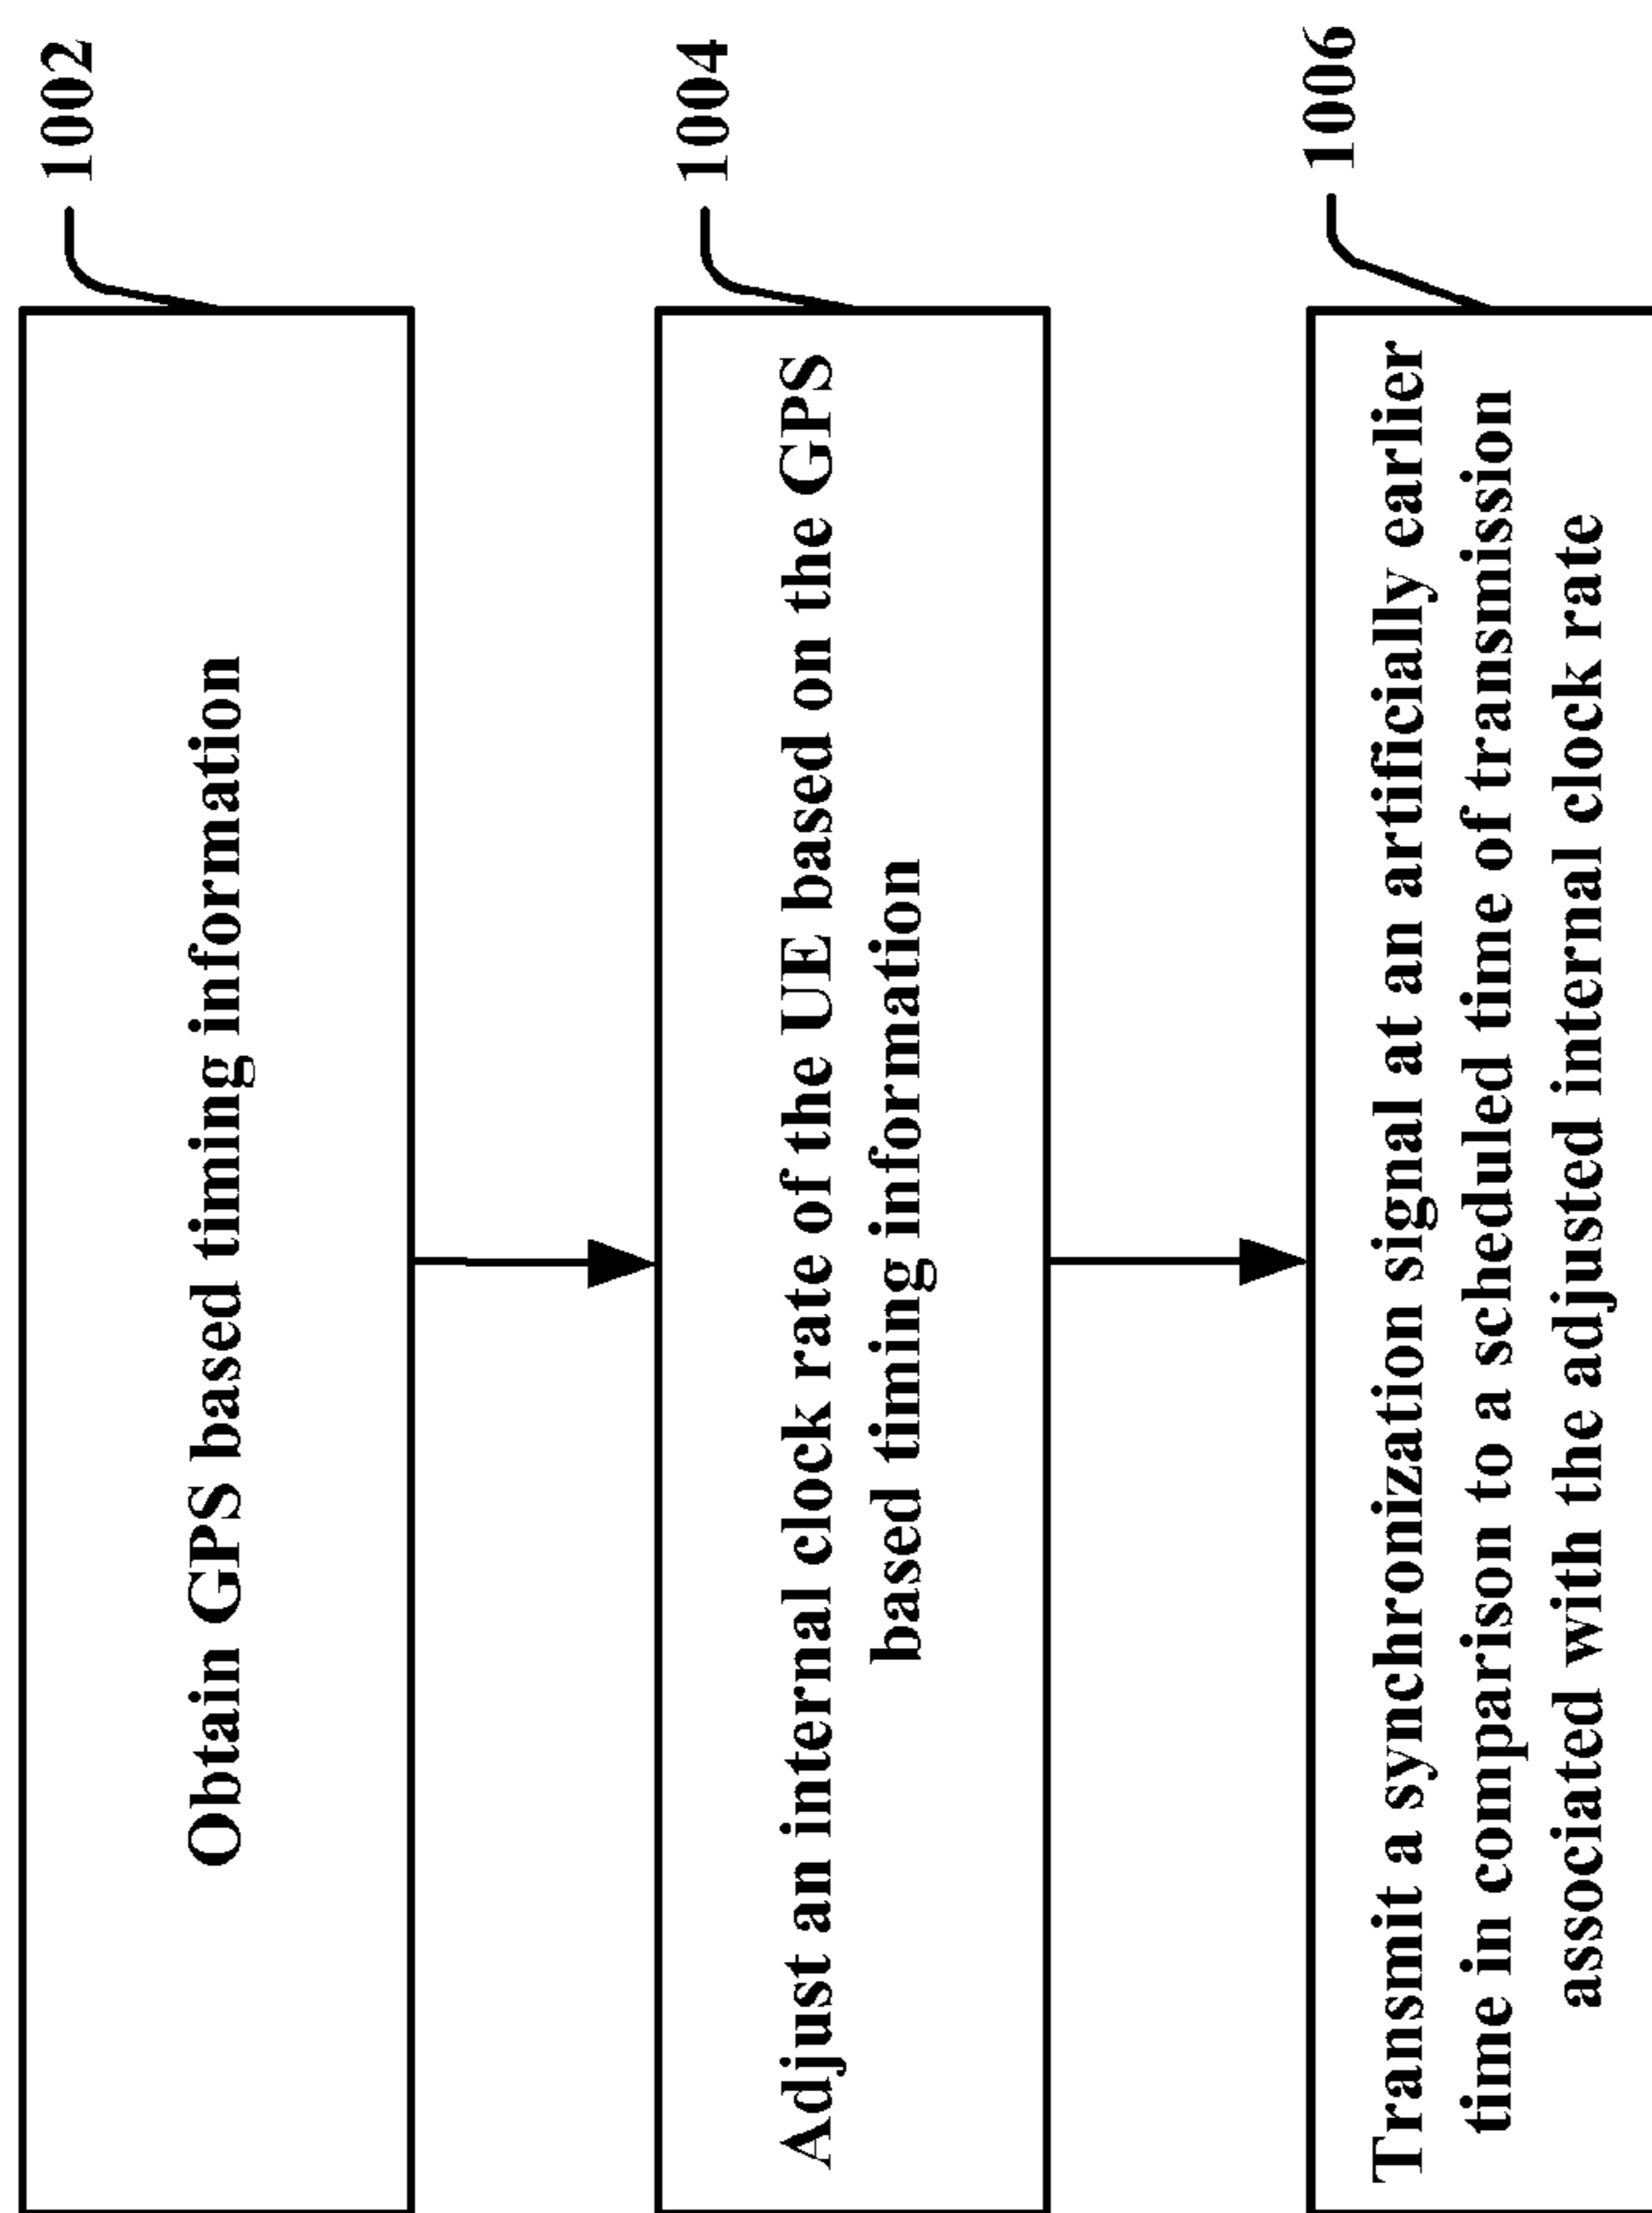 1002
Obtain GPS based timing information
1004
Adjust an internal clock rate of the UE based on the GPS
based timing information
1006
Transmit a synchronization signal at an artificially earlier
time in comparison to a scheduled time of transmission
associated with the adjusted internal clock rate